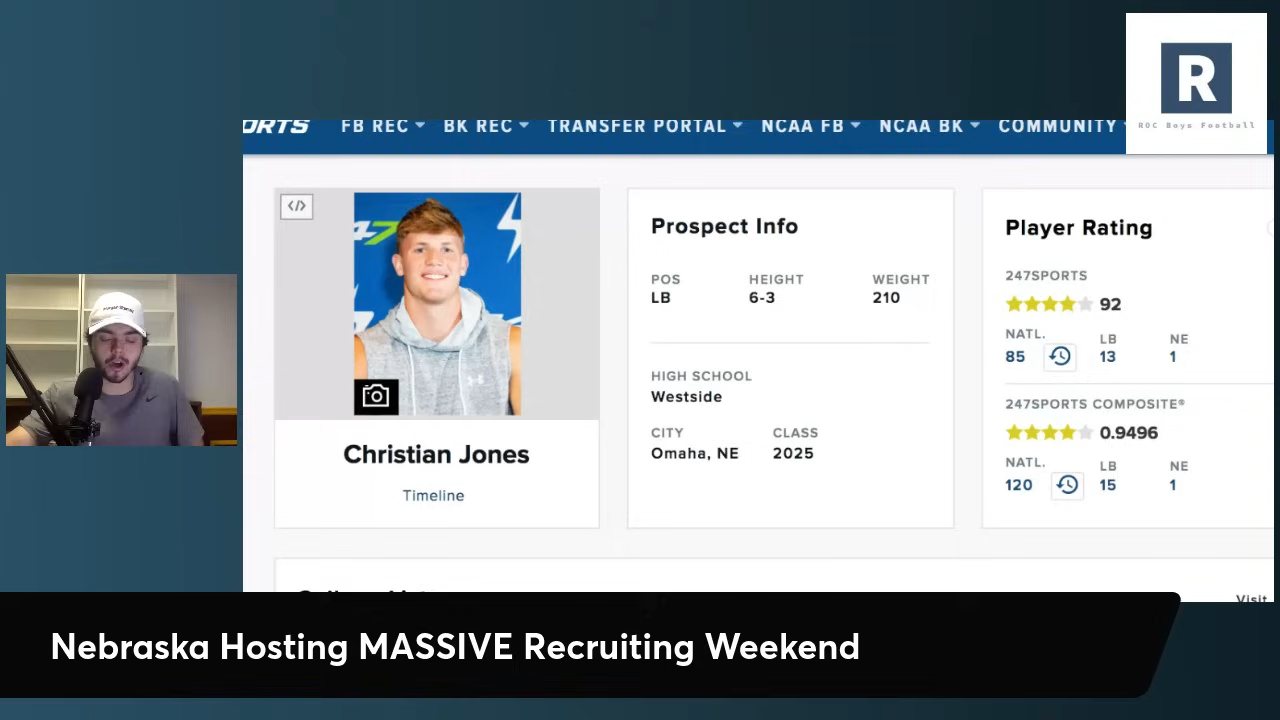 R
ROC Boys Football
ORTS FB REC BK REC TRANSFER PORTAL NCAA FB NCAA BK COMMUNITY
</>
47
Christian Jones
Timeline
Prospect Info
POS HEIGHT WEIGHT
LB 6-3 210
HIGH SCHOOL
Westside
CITY CLASS
Omaha, NE 2025
Player Rating
247SPORTS
92
NATL. LB NE
85 13 1
247SPORTS COMPOSITE®
0.9496
NATL. LB NE
120 15 1
Visit
Nebraska Hosting MASSIVE Recruiting Weekend